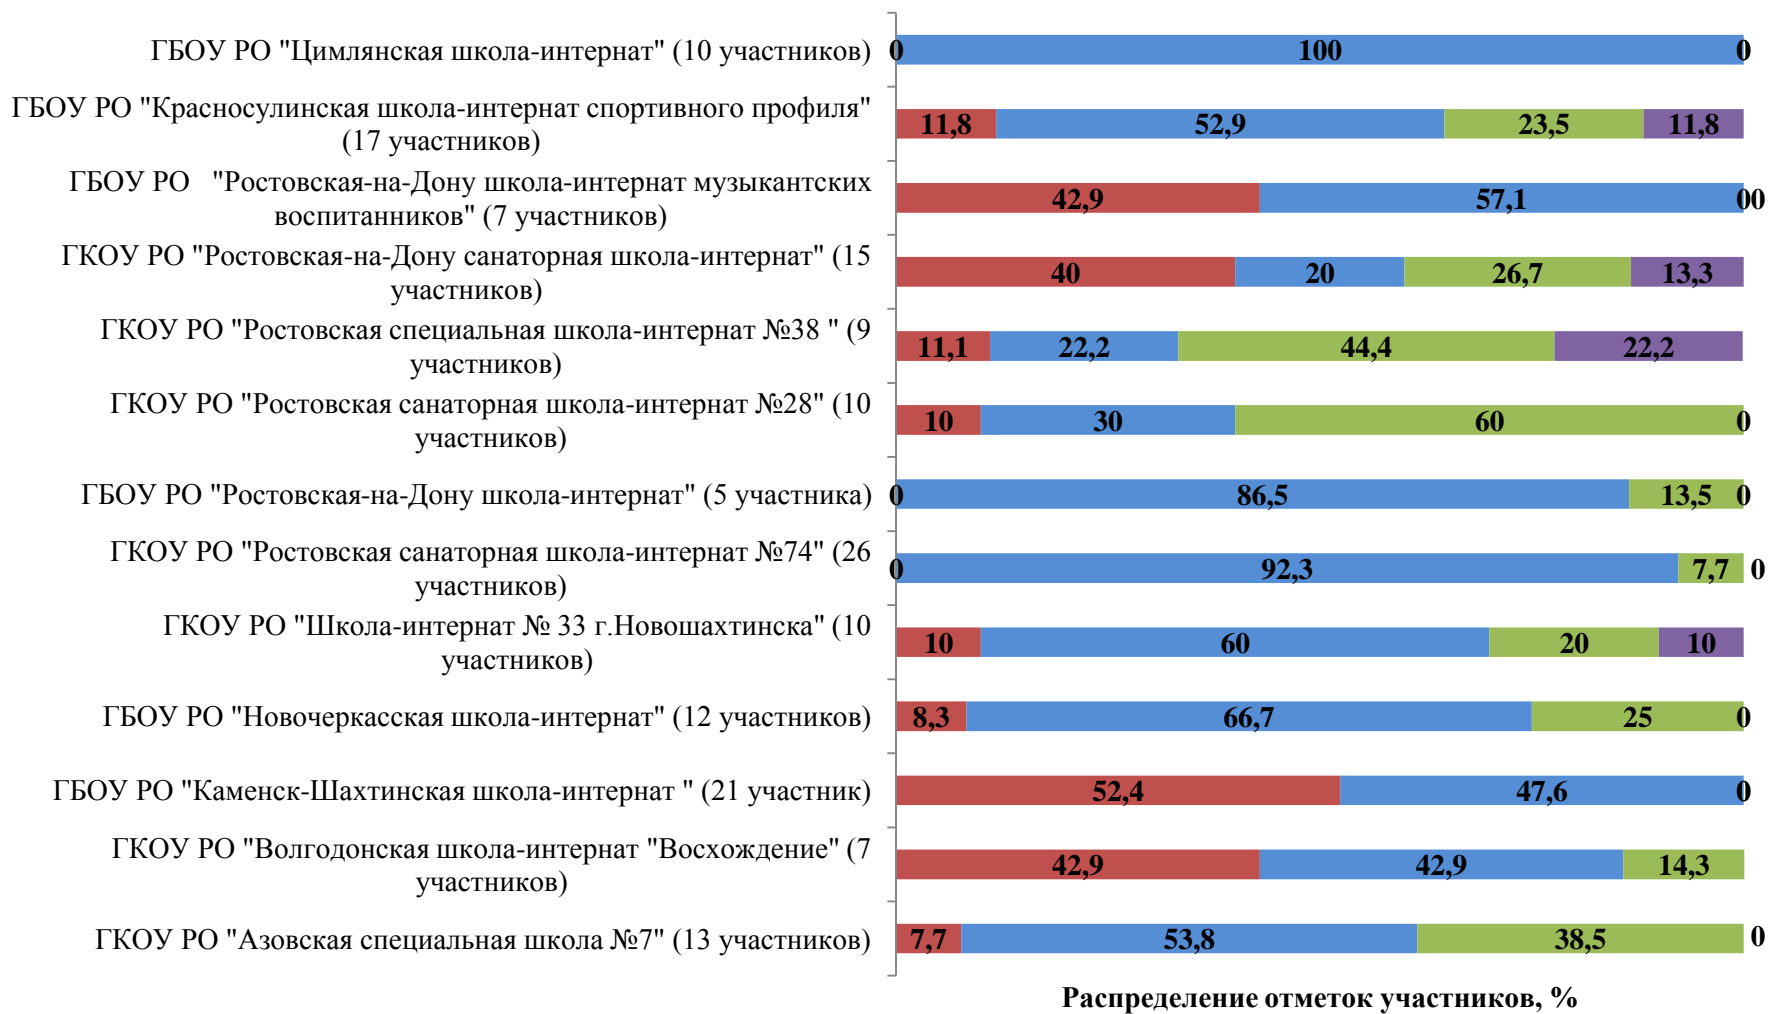 ГБОУ РО "Цимлянская школа-интернат" (10 участников)
0 100 0
ГБОУ РО "Красносулинская школа-интернат спортивного профиля"
(17 участников)
11,8 52,9 23,5 11,8
ГБОУ РО "Ростовская-на-Дону школа-интернат музыкантских
воспитанников" (7 участников)
42,9 57,1 0 0
ГКОУ РО "Ростовская-на-Дону санаторная школа-интернат" (15
участников)
40 20 26,7 13,3
ГКОУ РО "Ростовская специальная школа-интернат №38 " (9
участников)
11,1 22,2 44,4 22,2
ГКОУ РО "Ростовская санаторная школа-интернат №28" (10
участников)
10 30 60 0
ГБОУ РО "Ростовская-на-Дону школа-интернат" (5 участника)
0 86,5 13,5 0
ГКОУ РО "Ростовская санаторная школа-интернат №74" (26
участников)
0 92,3 7,7 0
ГКОУ РО "Школа-интернат № 33 г.Новошахтинска" (10
участников)
10 60 20 10
ГБОУ РО "Новочеркасская школа-интернат" (12 участников)
8,3 66,7 25 0
ГБОУ РО "Каменск-Шахтинская школа-интернат " (21 участник)
52,4 47,6 0
ГКОУ РО "Волгодонская школа-интернат "Восхождение" (7
участников)
42,9 42,9 14,3
ГКОУ РО "Азовская специальная школа №7" (13 участников)
7,7 53,8 38,5 0
Распределение отметок участников, %